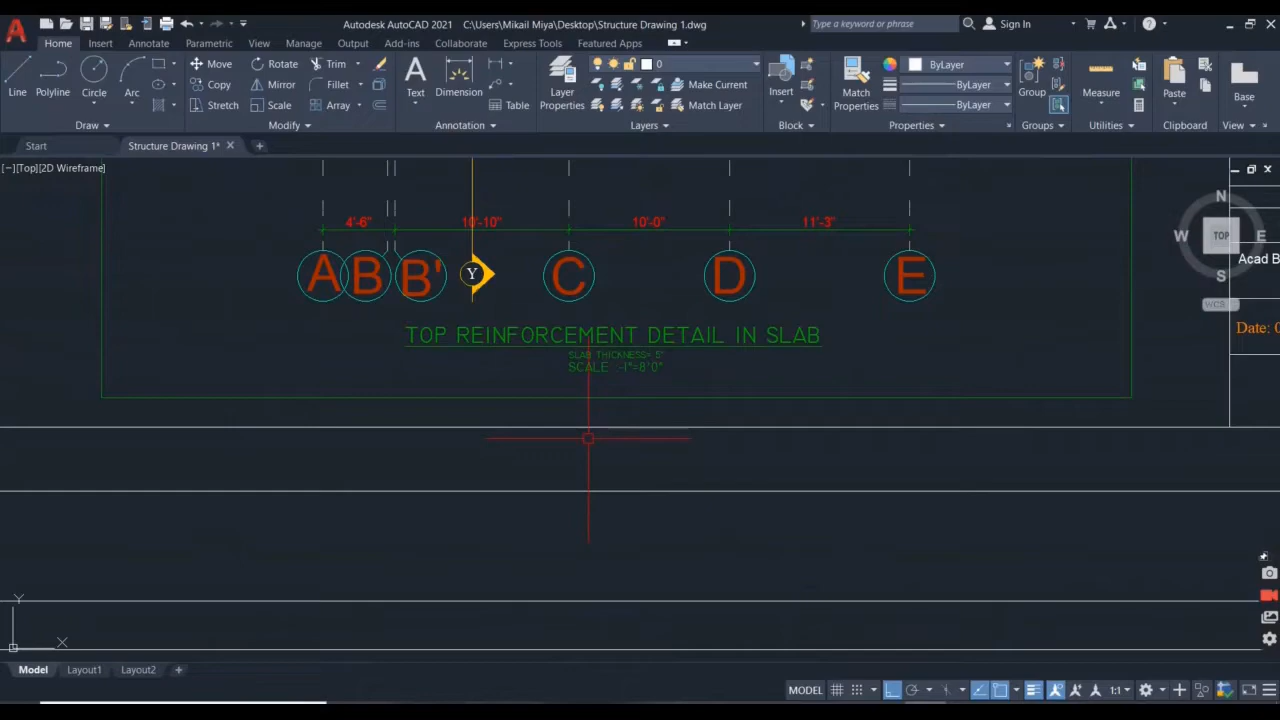 Autodesk AutoCAD 2021 C:\Users\Mikail Miya\Desktop\Structure Drawing 1.dwg
Type a keyword or phrase
Sign In
Home Insert Annotate Parametric View Manage Output Add-ins Collaborate Express Tools Featured Apps
Line Polyline Circle Arc
Move Rotate Trim
Copy Mirror Fillet
Stretch Scale Array
Text Dimension
Table
Layer Properties
0
Make Current
Match Layer
Insert
Match Properties
ByLayer
ByLayer
ByLayer
Group
Measure
Paste
Base
Draw Modify Annotation Layers Block Properties Groups Utilities Clipboard View
Start Structure Drawing 1*
[−][Top][2D Wireframe]
N
W TOP E
S
WCS
4'-6" 10'-10" 10'-0" 11'-3"
A B B' Y C D E
Acad B
TOP REINFORCEMENT DETAIL IN SLAB
Date: 0
SLAB THICKNESS= 5"
SCALE :-1"=8'0"
Y
X
Model Layout1 Layout2
MODEL 1:1